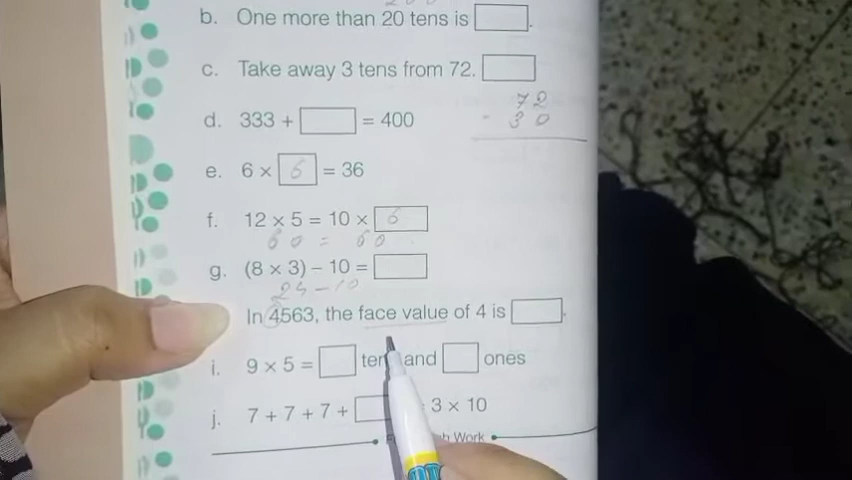 b. One more than 20 tens is
c. Take away 3 tens from 72.
72
- 30
d. 333 + = 400
e. 6 × 6 = 36
f. 12 × 5 = 10 × 6
60 = 60
g. (8 × 3) – 10 =
24 - 10
In 4563, the face value of 4 is .
i. 9 × 5 = and ones
j. 7 + 7 + 7 + 3 × 10
Work